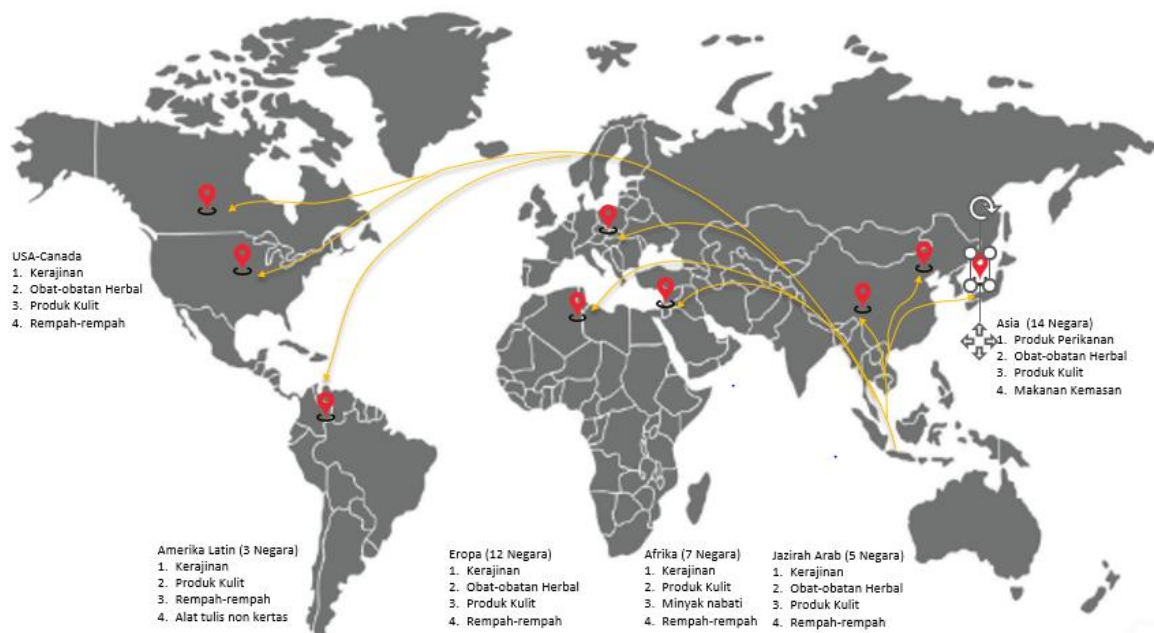 USA-Canada
1. Kerajinan
2. Obat-obatan Herbal
3. Produk Kulit
4. Rempah-rempah
Asia (14 Negara)
1. Produk Perikanan
2. Obat-obatan Herbal
3. Produk Kulit
4. Makanan Kemasan
Amerika Latin (3 Negara)
1. Kerajinan
2. Produk Kulit
3. Rempah-rempah
4. Alat tulis non kertas
Eropa (12 Negara)
1. Kerajinan
2. Obat-obatan Herbal
3. Produk Kulit
4. Rempah-rempah
Afrika (7 Negara)
1. Kerajinan
2. Produk Kulit
3. Minyak nabati
4. Rempah-rempah
Jazirah Arab (5 Negara)
1. Kerajinan
2. Obat-obatan Herbal
3. Produk Kulit
4. Rempah-rempah